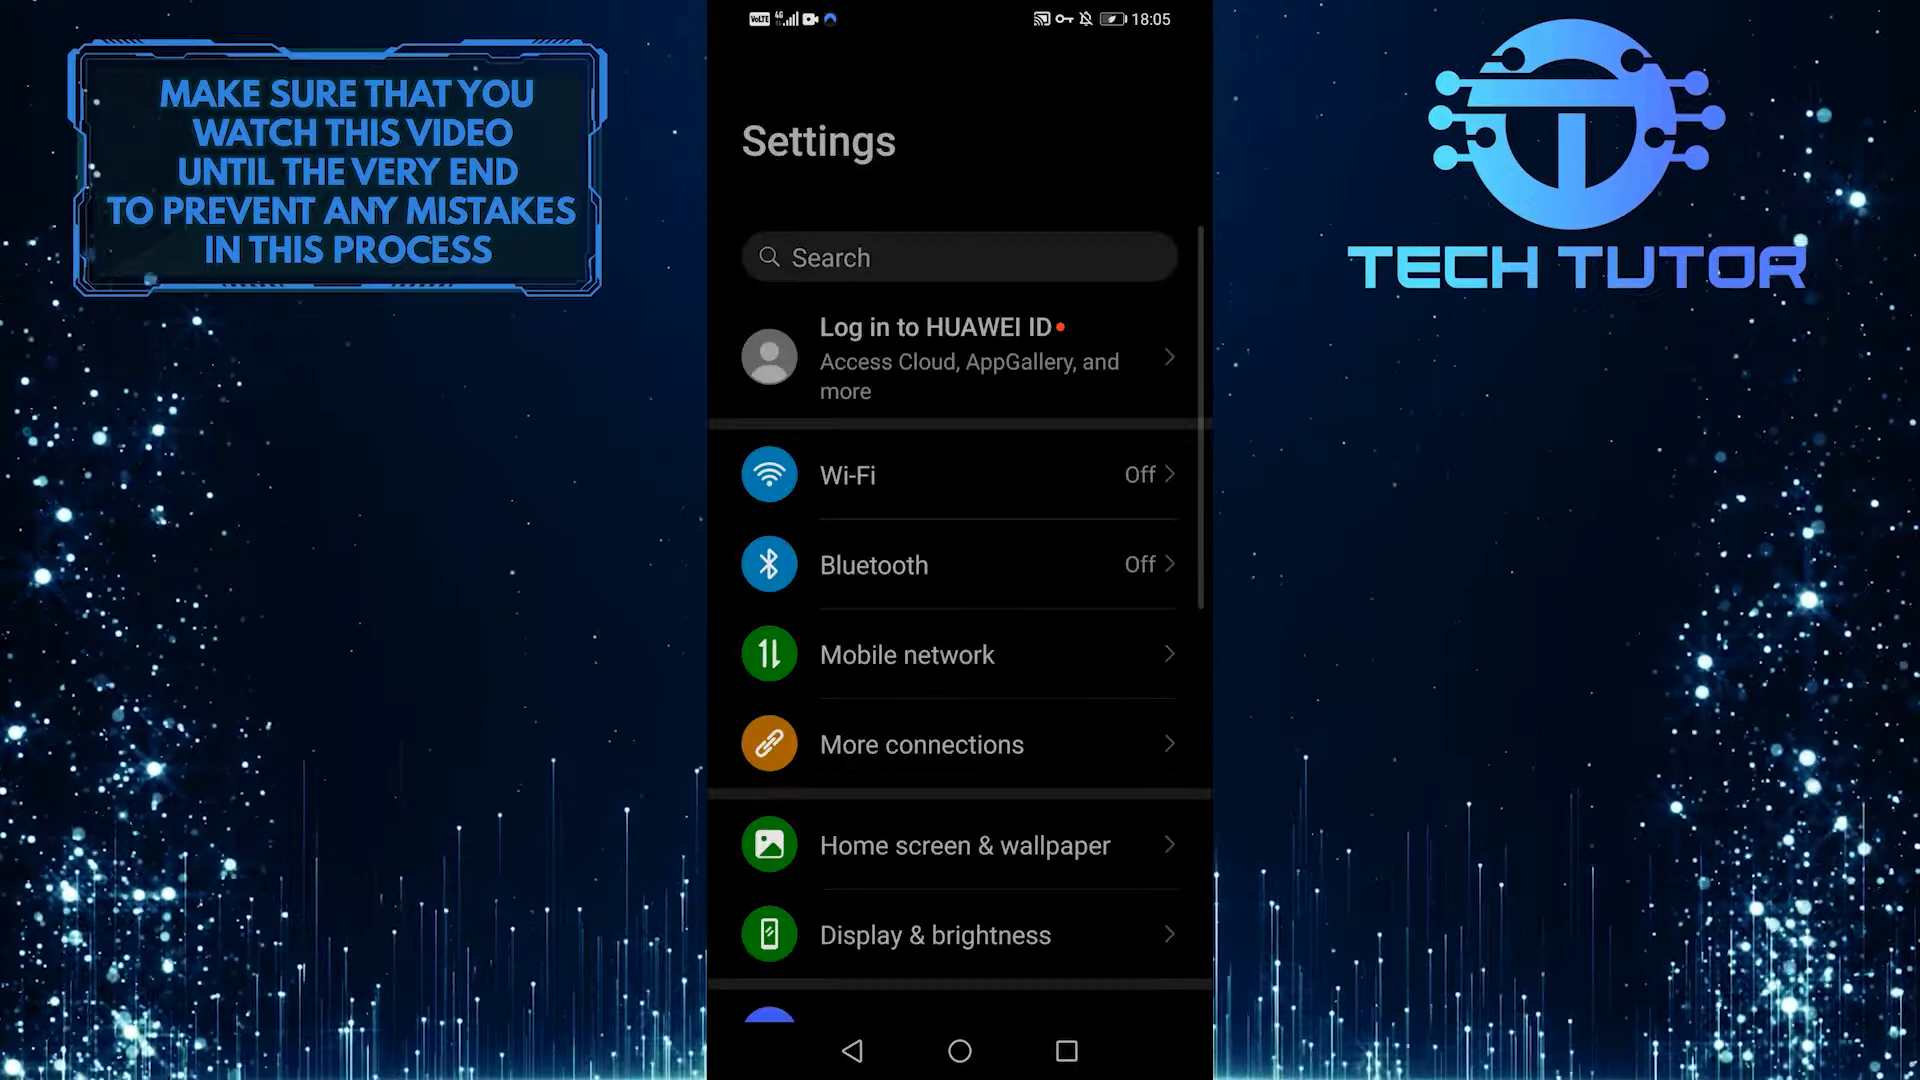 MAKE SURE THAT YOU
WATCH THIS VIDEO
UNTIL THE VERY END
TO PREVENT ANY MISTAKES
IN THIS PROCESS
VoLTE 4G 18:05
Settings
Search
Log in to HUAWEI ID
Access Cloud, AppGallery, and
more
Wi-Fi Off
Bluetooth Off
Mobile network
More connections
Home screen & wallpaper
Display & brightness
TECH TUTOR